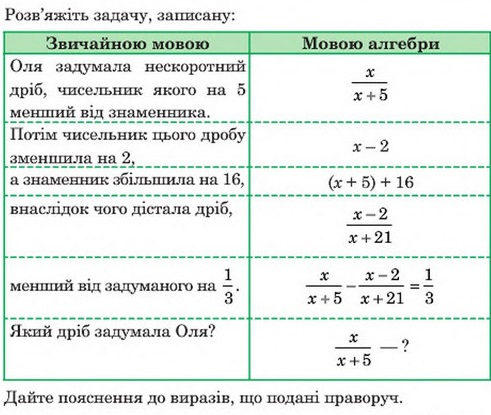 Розв'яжіть задачу, записану:
Звичайною мовою
Мовою алгебри
Оля задумала нескоротний
дріб, чисельник якого на 5
менший від знаменника.
x/(x + 5)
Потім чисельник цього дробу
зменшила на 2,
x – 2
а знаменник збільшила на 16,
(x + 5) + 16
внаслідок чого дістала дріб,
(x – 2)/(x + 21)
менший від задуманого на 1/3.
x/(x + 5) – (x – 2)/(x + 21) = 1/3
Який дріб задумала Оля?
x/(x + 5) — ?
Дайте пояснення до виразів, що подані праворуч.